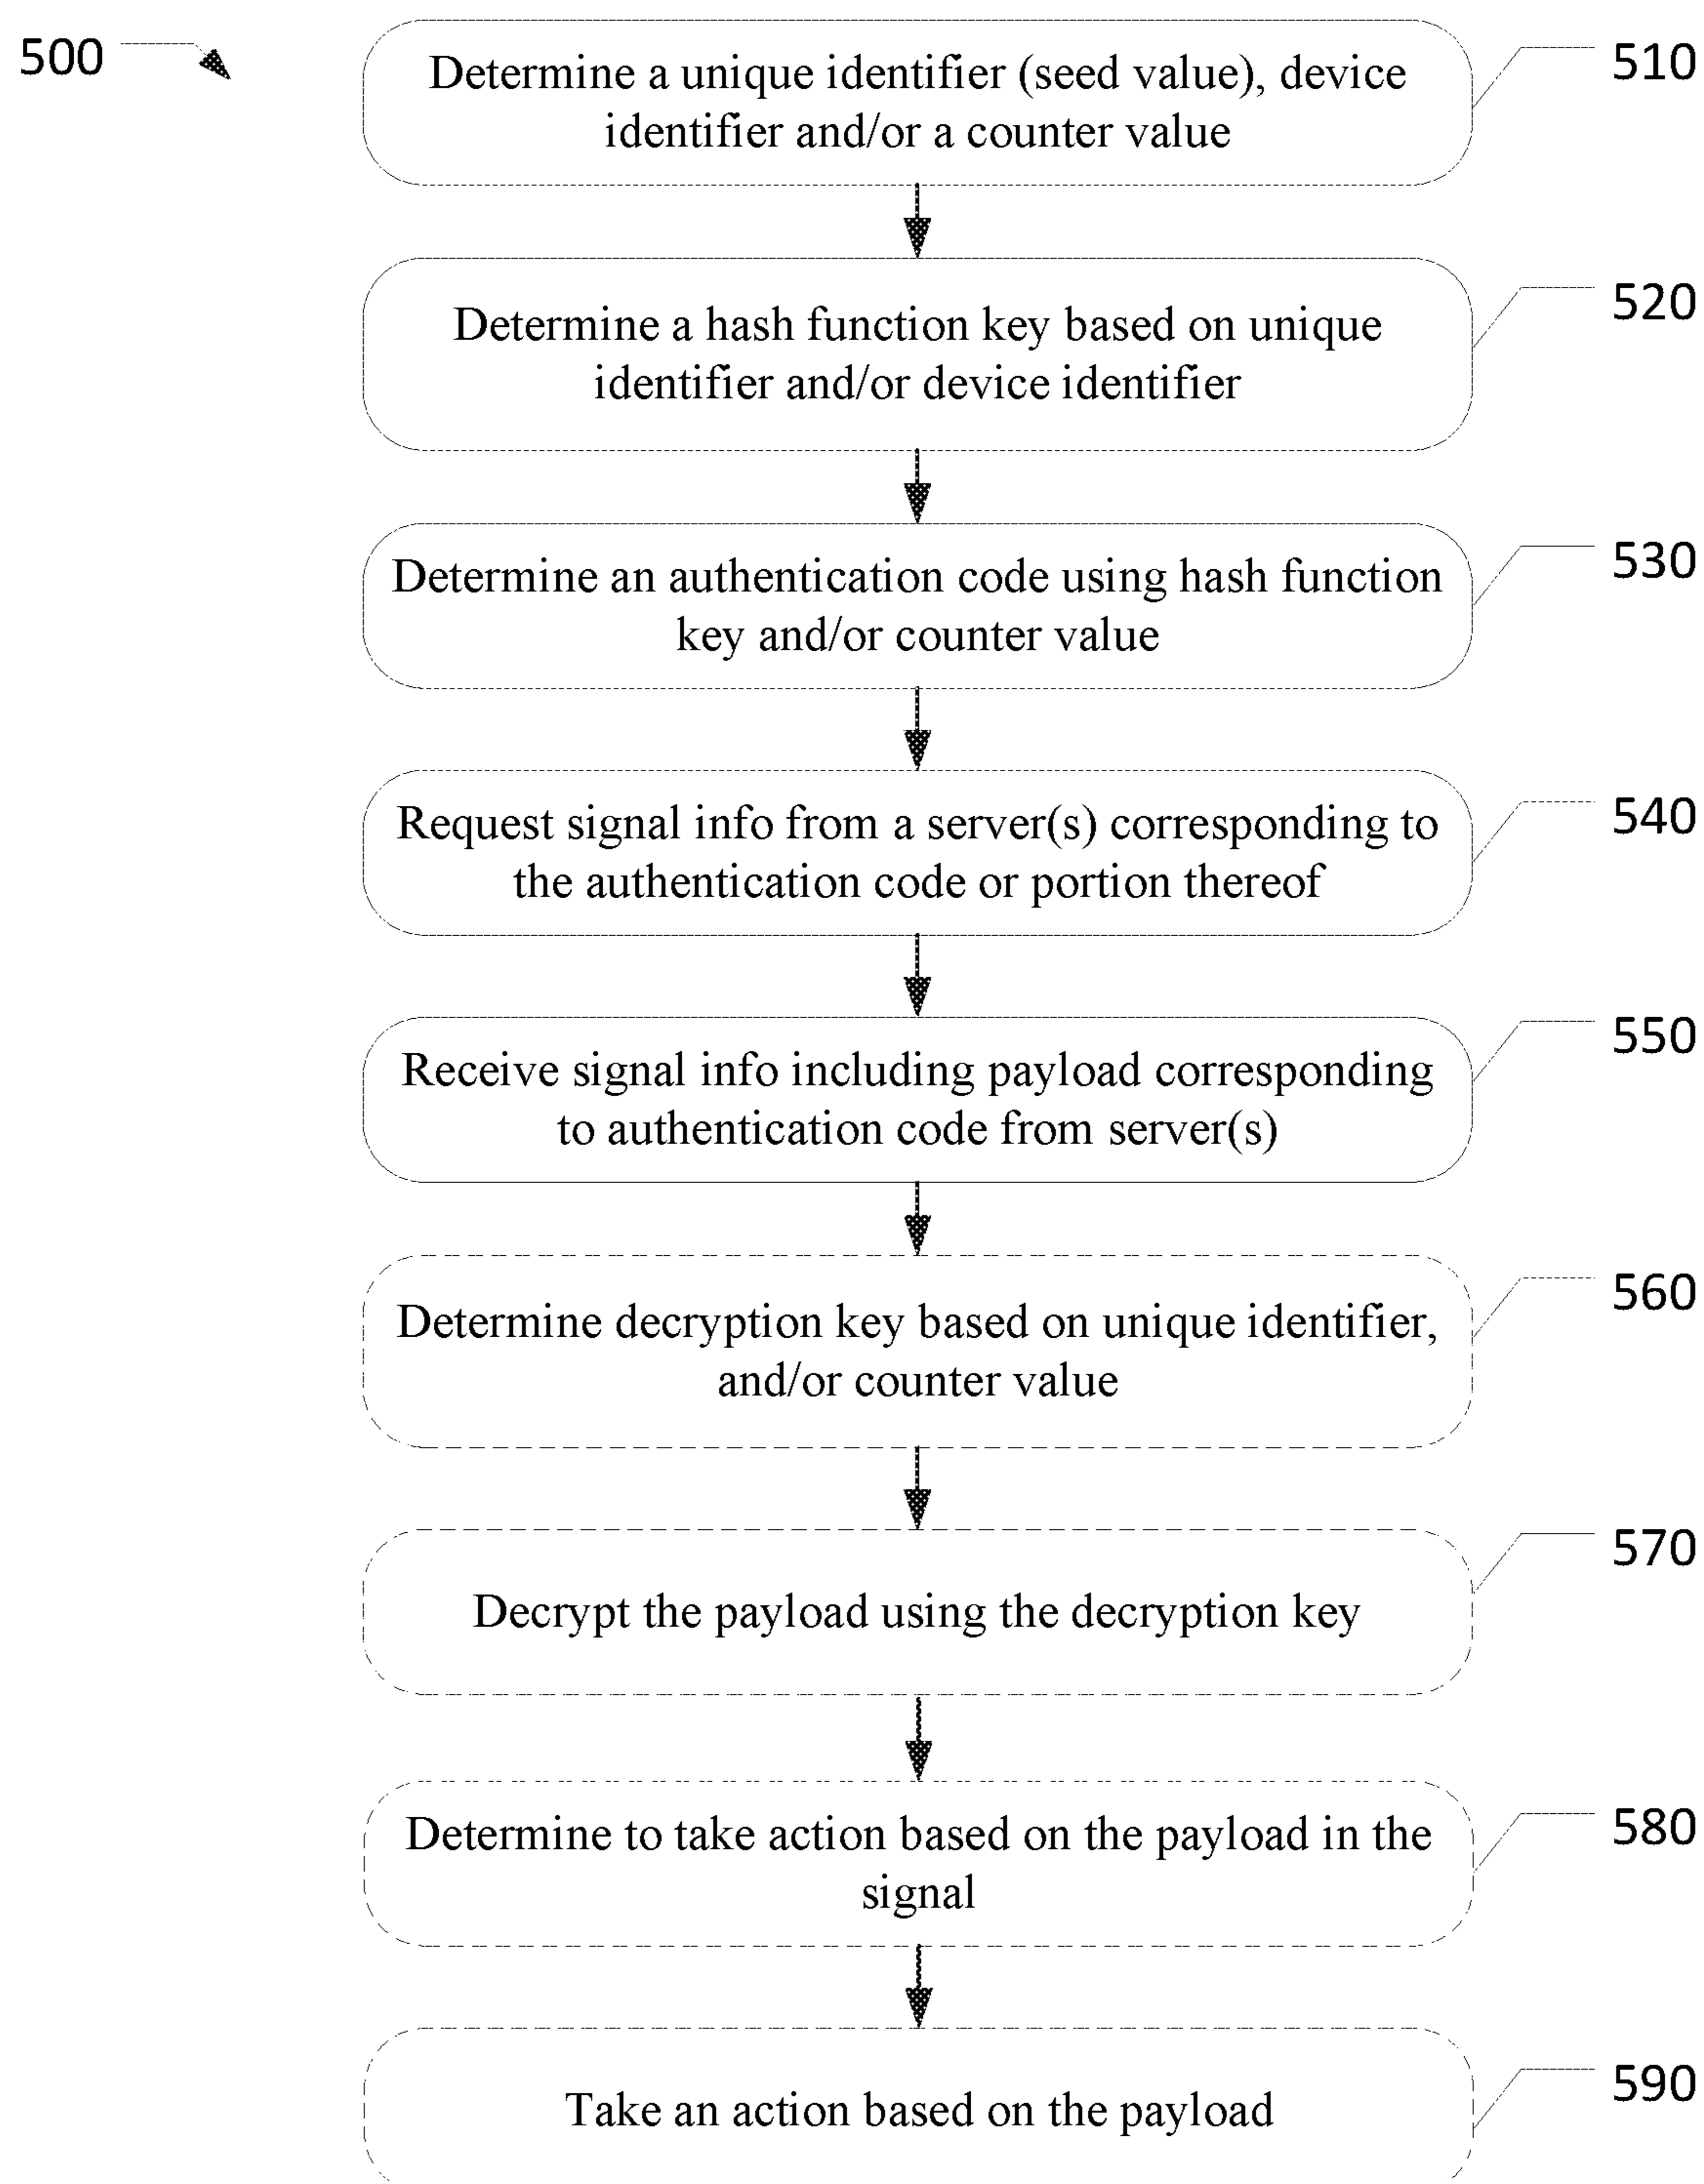 500
Determine a unique identifier (seed value), device
identifier and/or a counter value
510
Determine a hash function key based on unique
identifier and/or device identifier
520
Determine an authentication code using hash function
key and/or counter value
530
Request signal info from a server(s) corresponding to
the authentication code or portion thereof
540
Receive signal info including payload corresponding
to authentication code from server(s)
550
Determine decryption key based on unique identifier,
and/or counter value
560
Decrypt the payload using the decryption key
570
Determine to take action based on the payload in the
signal
580
Take an action based on the payload
590